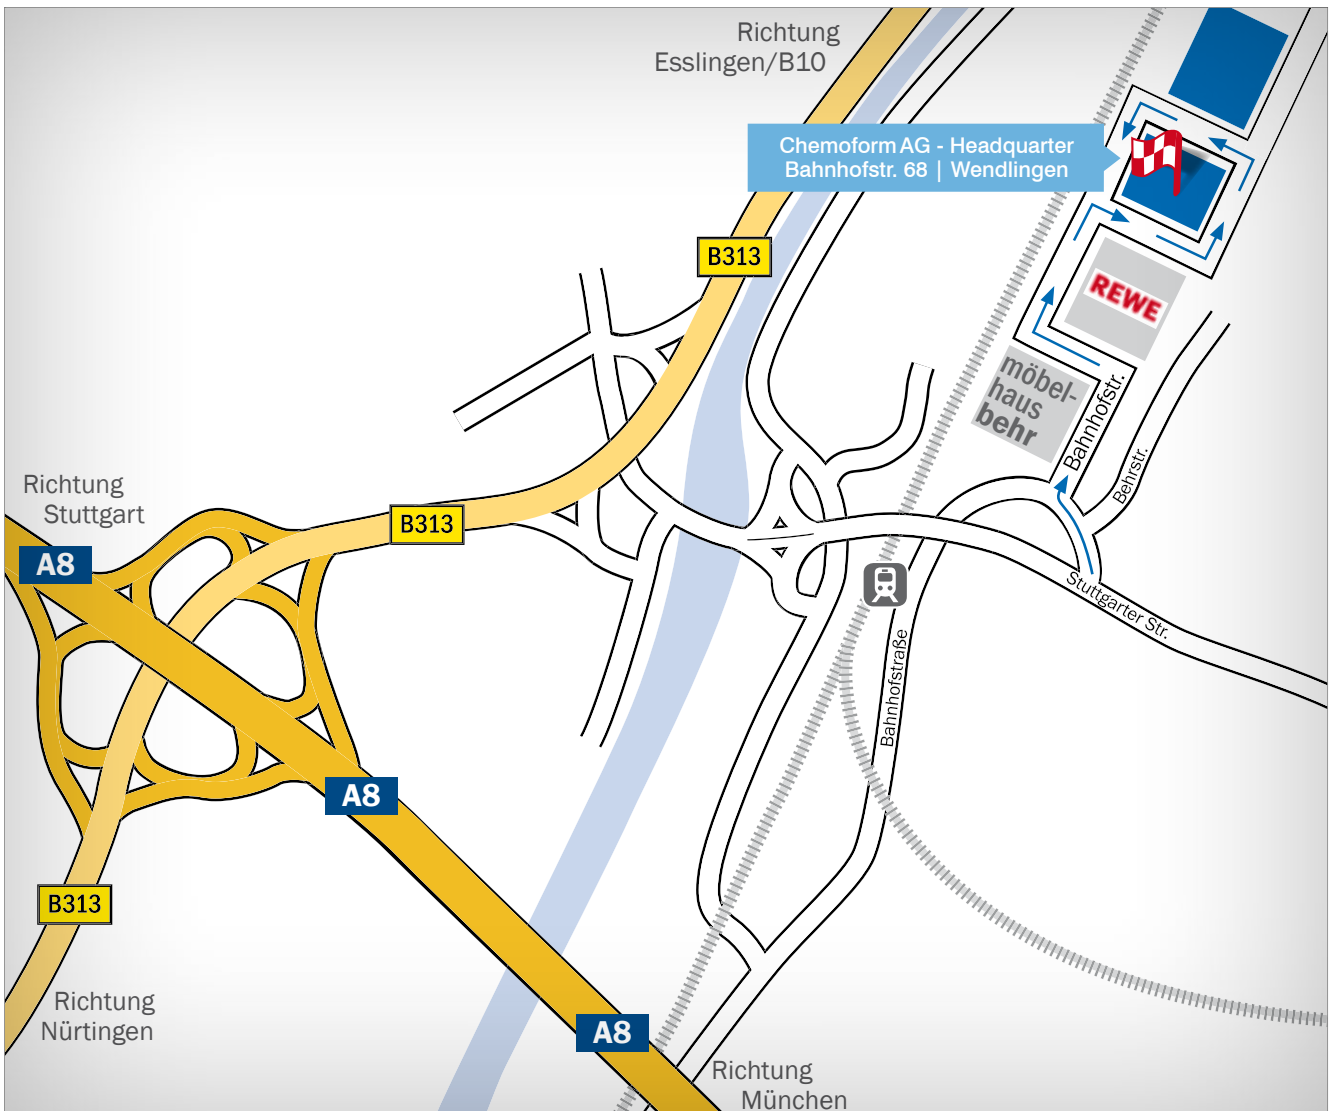 Richtung
Esslingen/B10
Chemoform AG - Headquarter
Bahnhofstr. 68 | Wendlingen
B313
REWE
möbel-
haus
behr
Bahnhofstr.
Behrstr.
Richtung
Stuttgart
B313
A8
Stuttgarter Str.
Bahnhofstraße
A8
B313
Richtung
Nürtingen
A8
Richtung
München